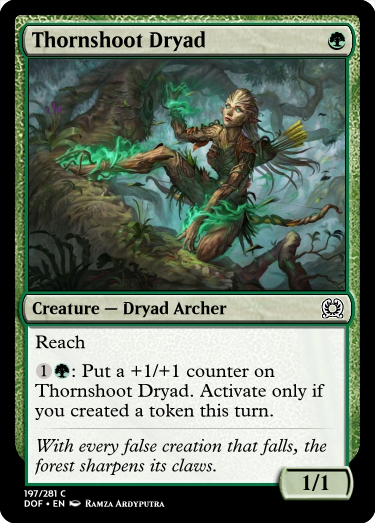 Thornshoot Dryad
Creature — Dryad Archer
Reach
1: Put a +1/+1 counter on
Thornshoot Dryad. Activate only if
you created a token this turn.
With every false creation that falls, the
forest sharpens its claws.
1/1
197/281 C
DOF • EN Ramza Ardyputra